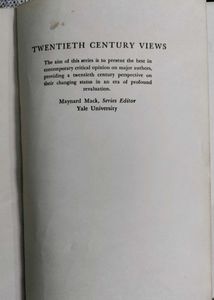 TWENTIETH CENTURY VIEWS
The aim of this series is to present the best in
contemporary critical opinion on major authors,
providing a twentieth century perspective on
their changing status in an era of profound
revaluation.
Maynard Mack, Series Editor
Yale University